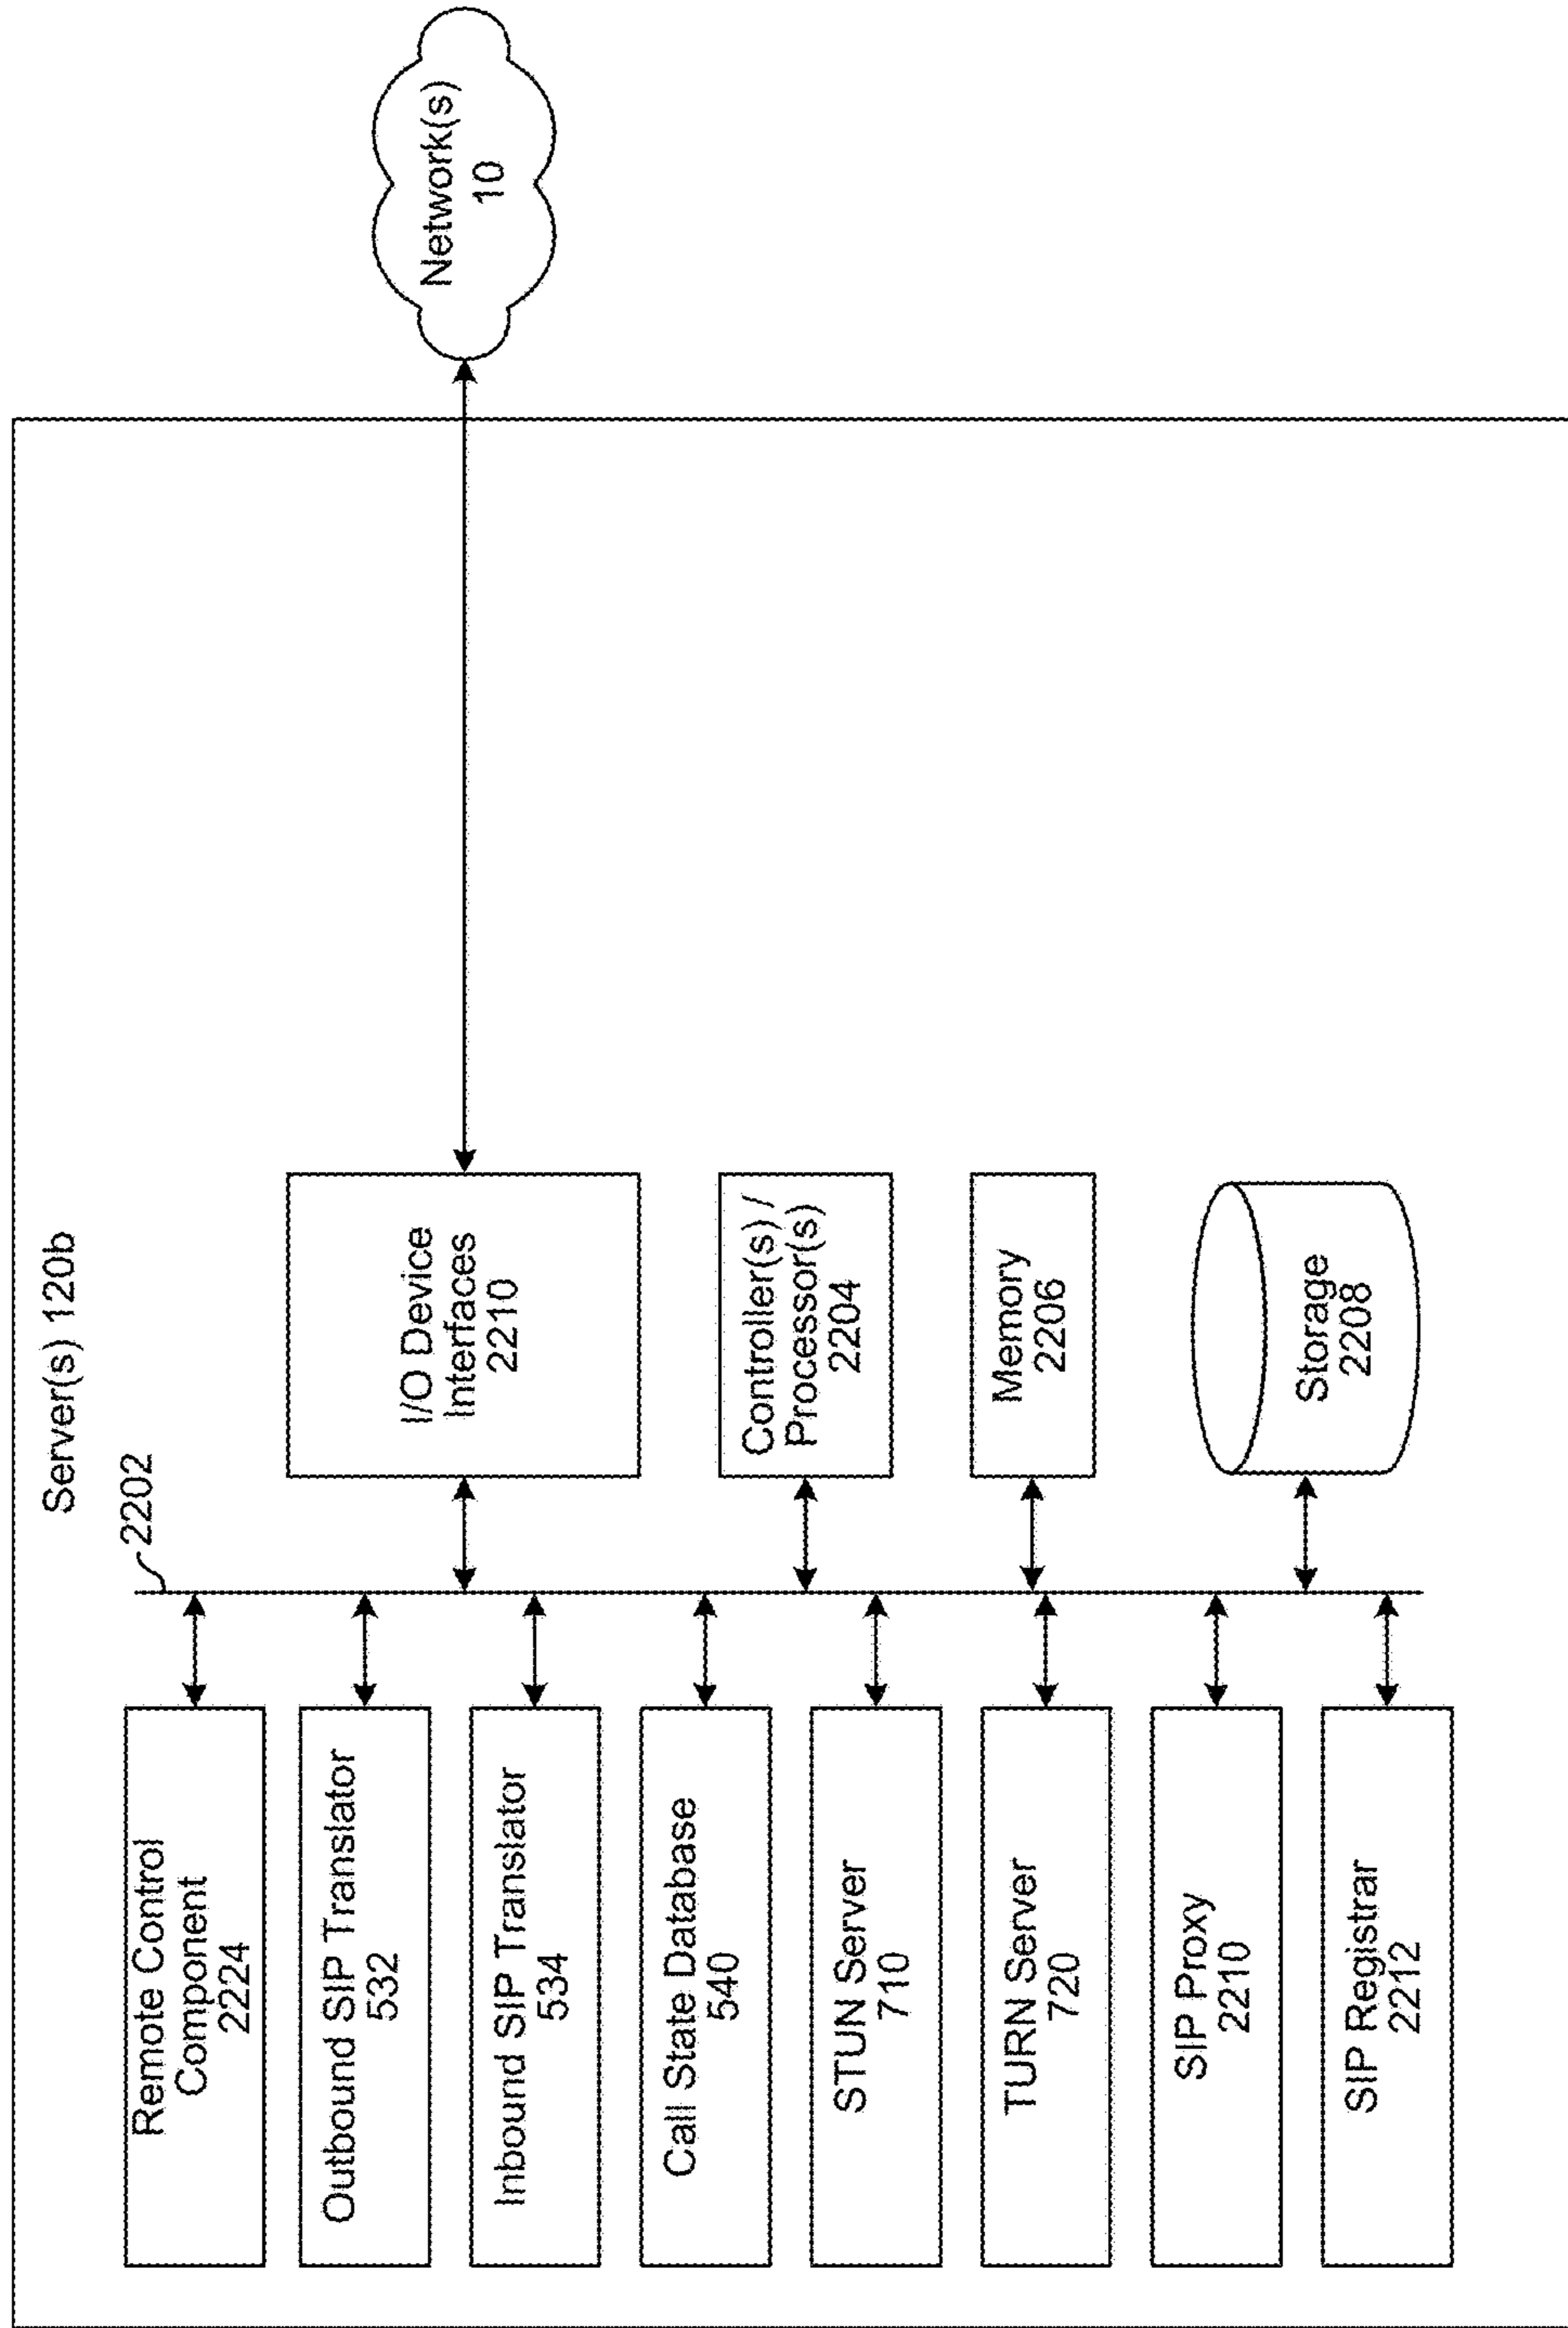 Server(s) 120b
2202
Remote Control
Component
2224
Outbound SIP Translator
532
Inbound SIP Translator
534
Call State Database
540
STUN Server
710
TURN Server
720
SIP Proxy
2210
SIP Registrar
2212
I/O Device
Interfaces
2210
Controller(s) /
Processor(s)
2204
Memory
2206
Storage
2208
Network(s)
10